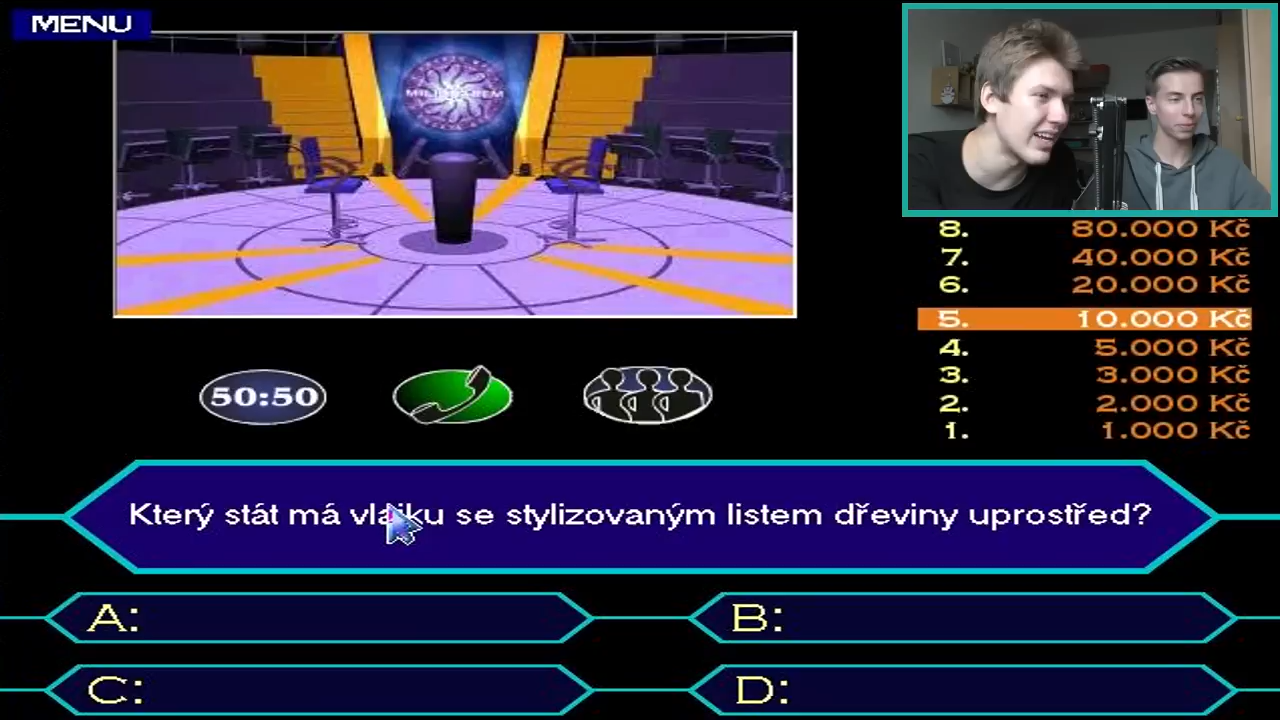 MENU
MILIONÁŘEM
8. 80.000 Kč
7. 40.000 Kč
6. 20.000 Kč
5. 10.000 Kč
4. 5.000 Kč
3. 3.000 Kč
2. 2.000 Kč
1. 1.000 Kč
50:50
Který stát má vlajku se stylizovaným listem dřeviny uprostřed?
A:
B:
C:
D: